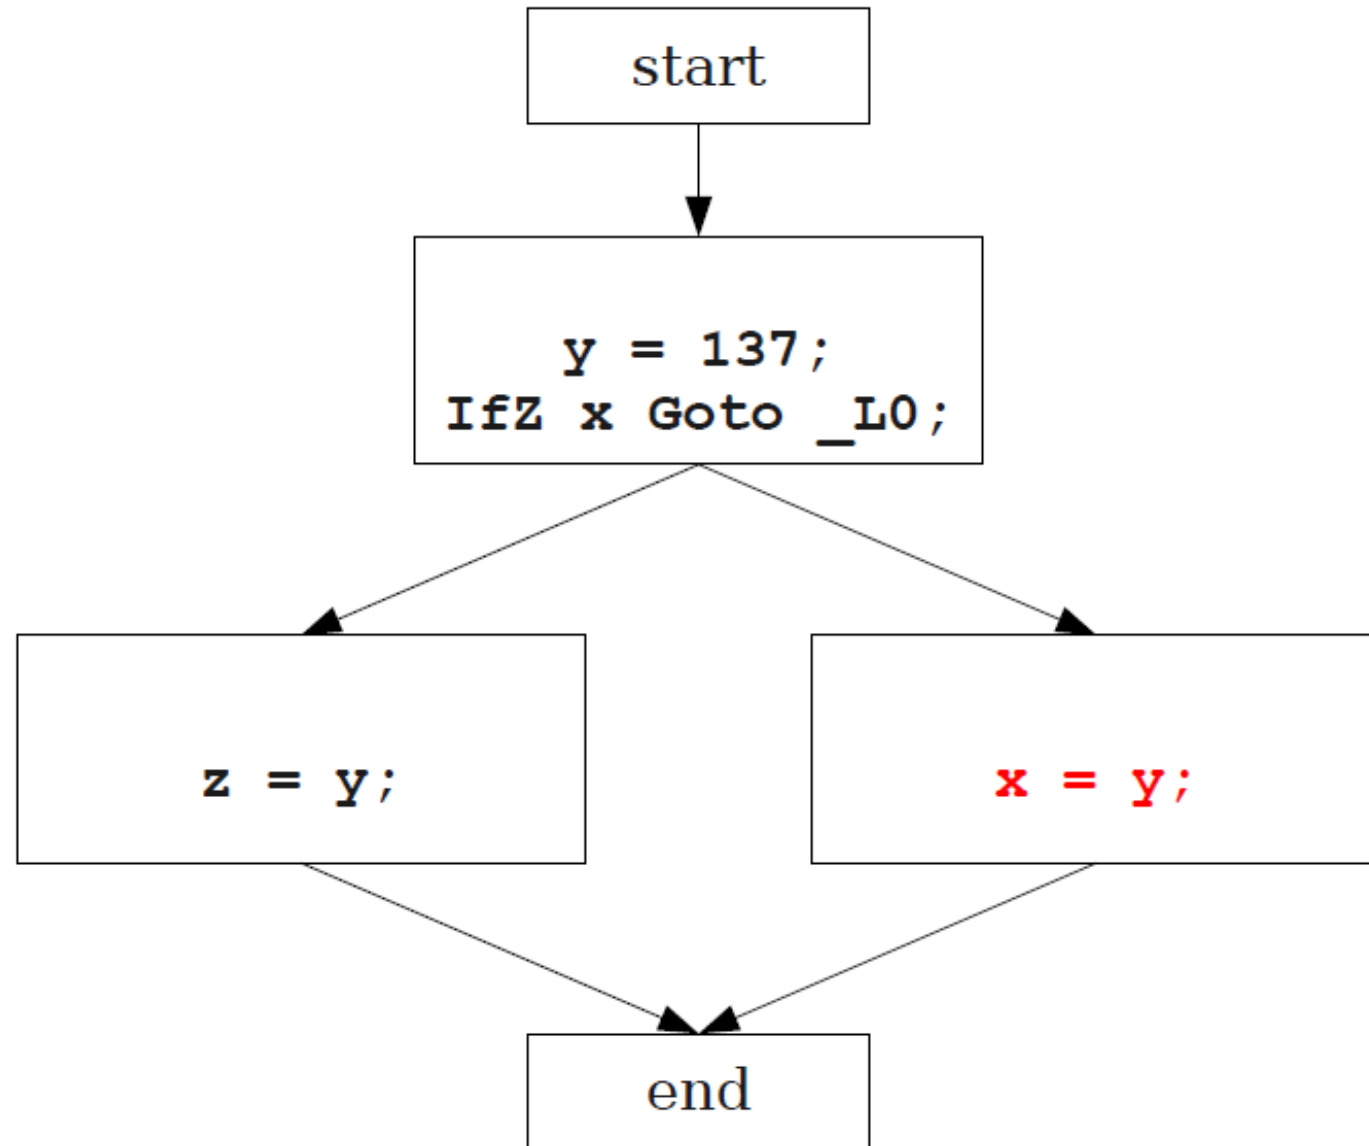 start
y = 137;
IfZ x Goto _L0;
z = y;
x = y;
end